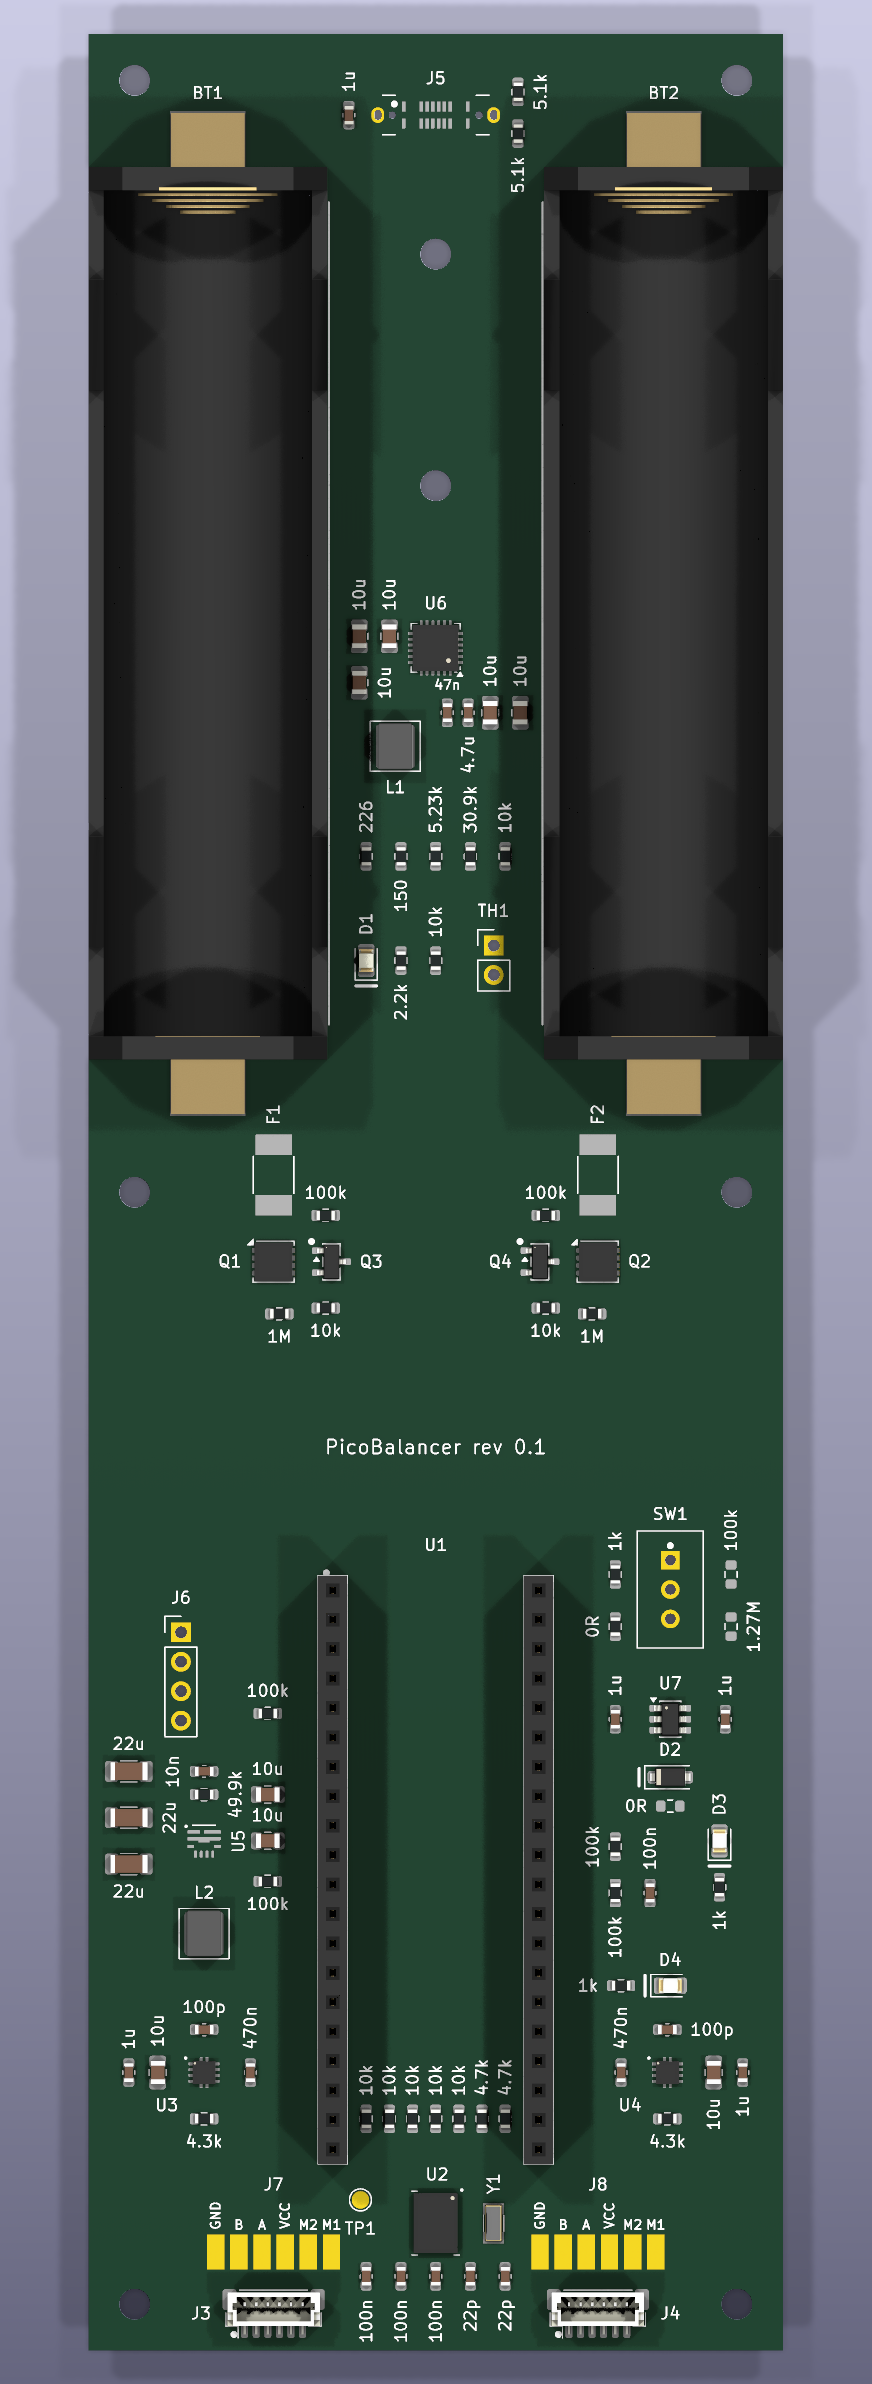 J5
1u
5.1k
BT1
BT2
5.1k
10u
10u
U6
10u
47n
10u
10u
4.7u
L1
226
5.23k
30.9k
10k
150
D1
10k
TH1
2.2k
F1
F2
100k
100k
Q1
Q3
Q4
Q2
1M
10k
10k
1M
PicoBalancer rev 0.1
SW1
1k
100k
U1
J6
0R
1.27M
100k
1u
U7
1u
22u
10n
10u
D2
49.9k
22u
10u
0R
D3
U5
100k
100n
22u
L2
100k
100k
1k
D4
1k
100p
470n
470n
100p
1u
10u
10k
10k
10k
10k
10k
4.7k
4.7k
U3
U4
10u
1u
4.3k
4.3k
J7
U2
Y1
J8
GND
B
A
VCC
M2
M1
TP1
GND
B
A
VCC
M2
M1
J3
100n
100n
100n
22p
22p
J4